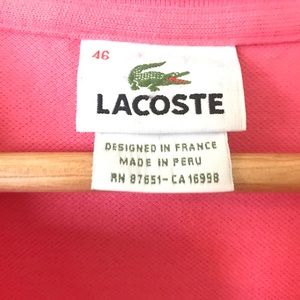 46
LACOSTE
DESIGNED IN FRANCE
MADE IN PERU
RN 87651-CA 16998